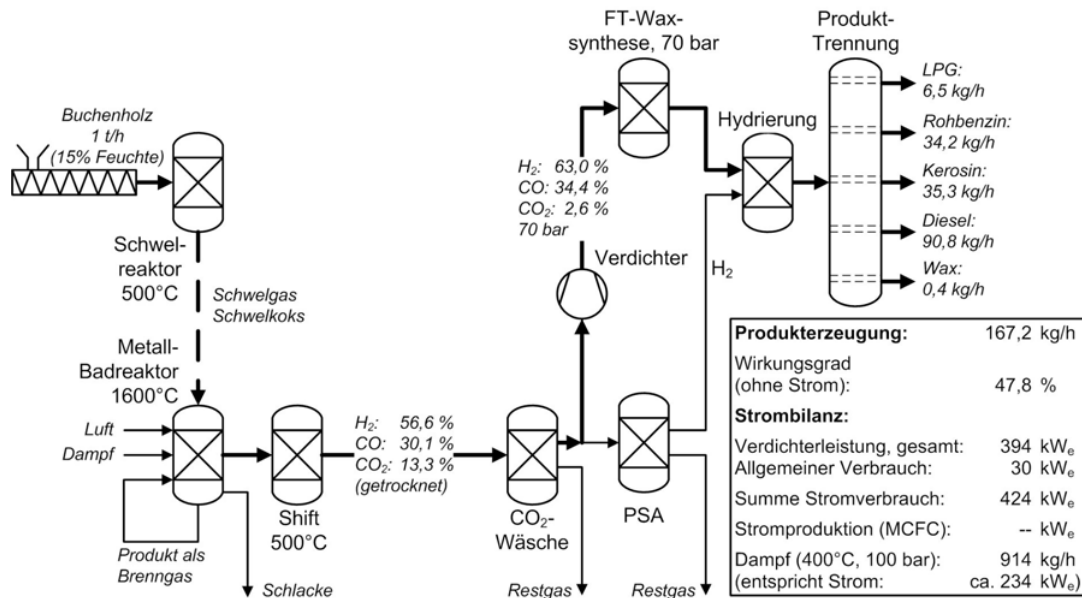 FT-Wax-
synthese, 70 bar
Produkt-
Trennung
LPG:
6,5 kg/h
Rohbenzin:
34,2 kg/h
Kerosin:
35,3 kg/h
Diesel:
90,8 kg/h
Wax:
0,4 kg/h
Buchenholz
1 t/h
(15% Feuchte)
Hydrierung
H₂: 63,0 %
CO: 34,4 %
CO₂: 2,6 %
70 bar
Verdichter
H₂
Schwel-
reaktor
500°C
Schwelgas
Schwelkoks
Metall-
Badreaktor
1600°C
Luft
Dampf
Produkt als
Brenngas
Schlacke
Shift
500°C
H₂: 56,6 %
CO: 30,1 %
CO₂: 13,3 %
(getrocknet)
CO₂-
Wäsche
Restgas
PSA
Restgas
Produkterzeugung: 167,2 kg/h
Wirkungsgrad
(ohne Strom): 47,8 %
Strombilanz:
Verdichterleistung, gesamt: 394 kWₑ
Allgemeiner Verbrauch: 30 kWₑ
Summe Stromverbrauch: 424 kWₑ
Stromproduktion (MCFC): -- kWₑ
Dampf (400°C, 100 bar): 914 kg/h
(entspricht Strom: ca. 234 kWₑ)